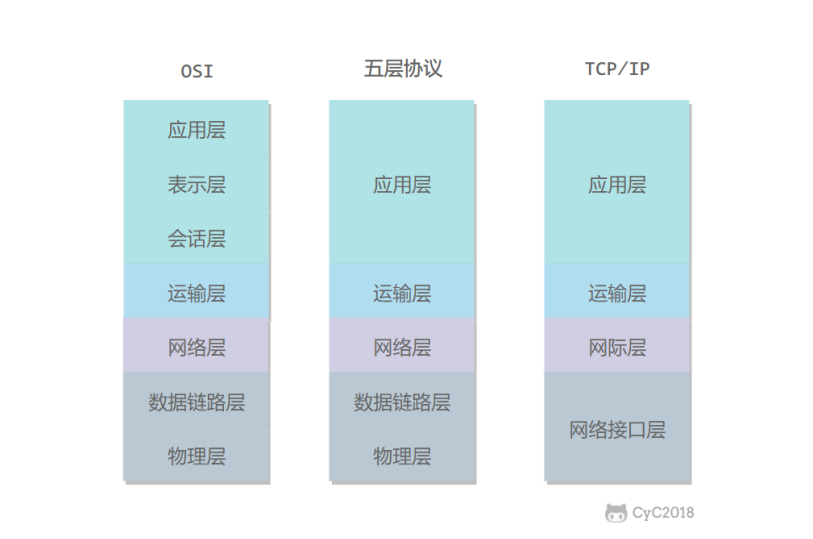 OSI
五层协议
TCP/IP
应用层
表示层
会话层
运输层
网络层
数据链路层
物理层
应用层
运输层
网络层
数据链路层
物理层
应用层
运输层
网际层
网络接口层
CyC2018